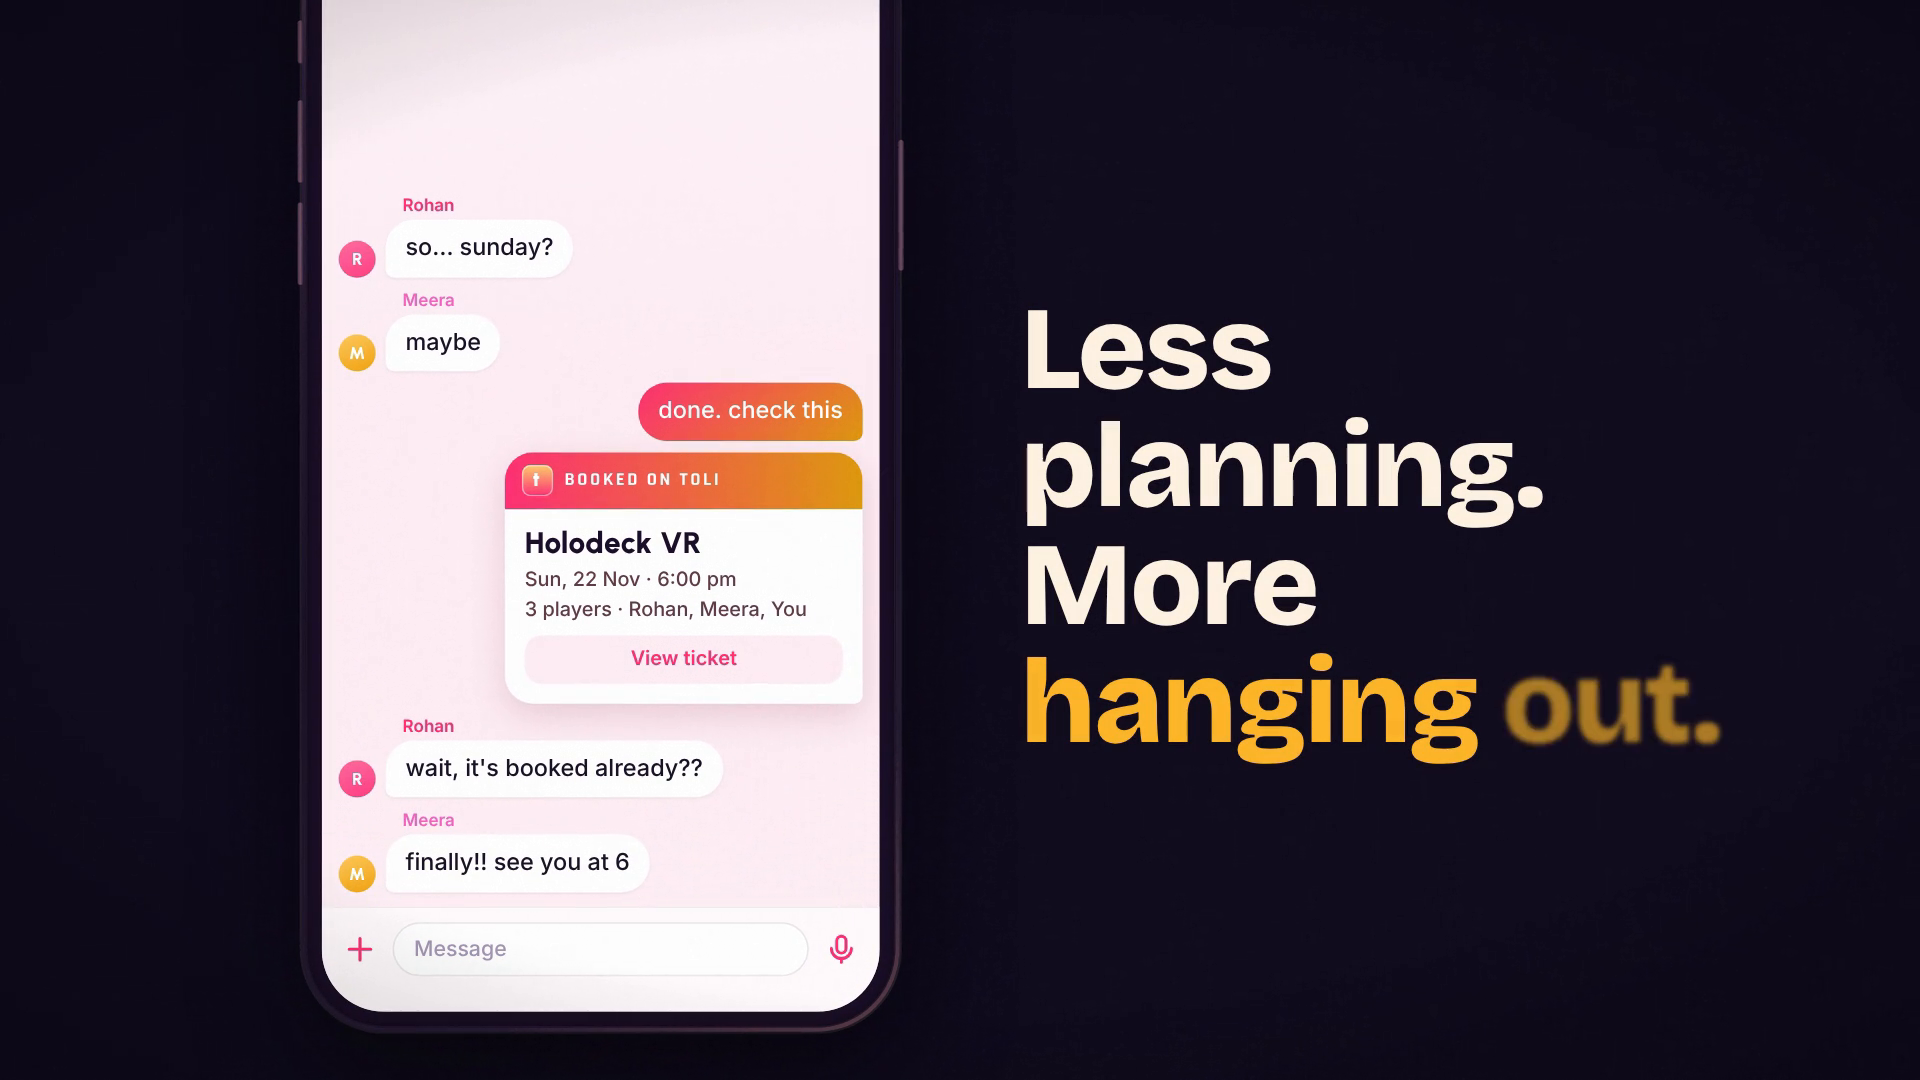 Rohan
so... sunday?
R
Meera
maybe
M
done. check this
t BOOKED ON TOLI
Holodeck VR
Sun, 22 Nov · 6:00 pm
3 players · Rohan, Meera, You
View ticket
Rohan
wait, it's booked already??
R
Meera
finally!! see you at 6
M
Message
Less
planning.
More
hanging out.